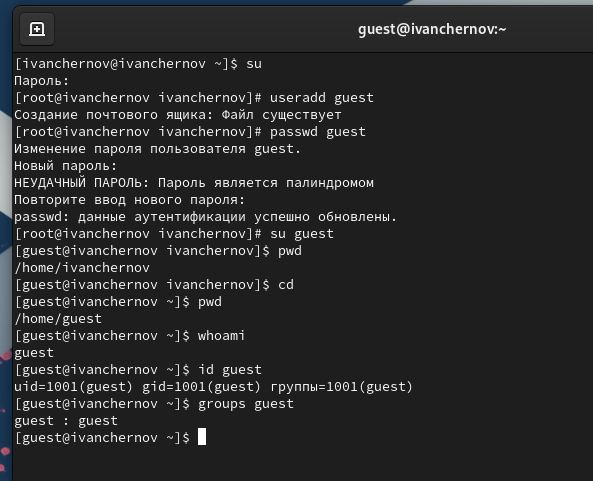 guest@ivanchernov:~
[ivanchernov@ivanchernov ~]$ su
Пароль:
[root@ivanchernov ivanchernov]# useradd guest
Создание почтового ящика: Файл существует
[root@ivanchernov ivanchernov]# passwd guest
Изменение пароля пользователя guest.
Новый пароль:
НЕУДАЧНЫЙ ПАРОЛЬ: Пароль является палиндромом
Повторите ввод нового пароля:
passwd: данные аутентификации успешно обновлены.
[root@ivanchernov ivanchernov]# su guest
[guest@ivanchernov ivanchernov]$ pwd
/home/ivanchernov
[guest@ivanchernov ivanchernov]$ cd
[guest@ivanchernov ~]$ pwd
/home/guest
[guest@ivanchernov ~]$ whoami
guest
[guest@ivanchernov ~]$ id guest
uid=1001(guest) gid=1001(guest) группы=1001(guest)
[guest@ivanchernov ~]$ groups guest
guest : guest
[guest@ivanchernov ~]$